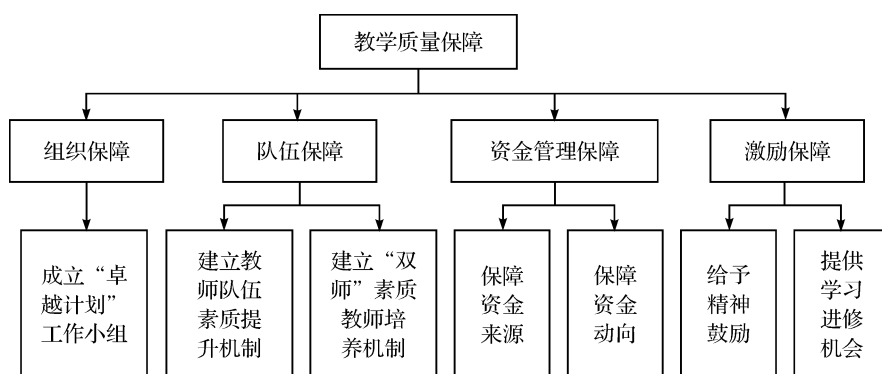 教学质量保障
组织保障
队伍保障
资金管理保障
激励保障
成立“卓
越计划”
工作小组
建立教
师队伍
素质提
升机制
建立“双
师”素质
教师培
养机制
保障
资金
来源
保障
资金
动向
给予
精神
鼓励
提供
学习
进修
机会